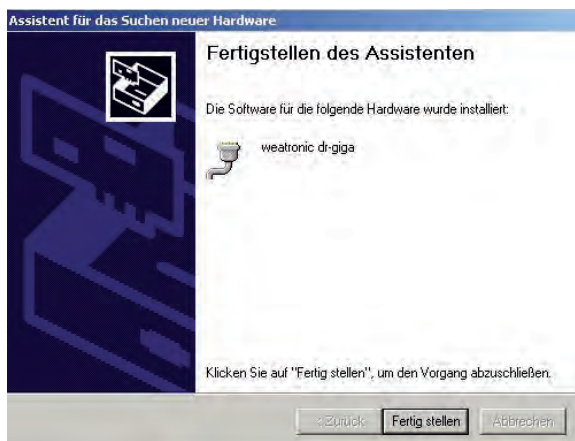 Assistent für das Suchen neuer Hardware
Fertigstellen des Assistenten
Die Software für die folgende Hardware wurde installiert:
weatronic dr-giga
Klicken Sie auf "Fertig stellen", um den Vorgang abzuschließen.
< Zurück
Fertig stellen
Abbrechen